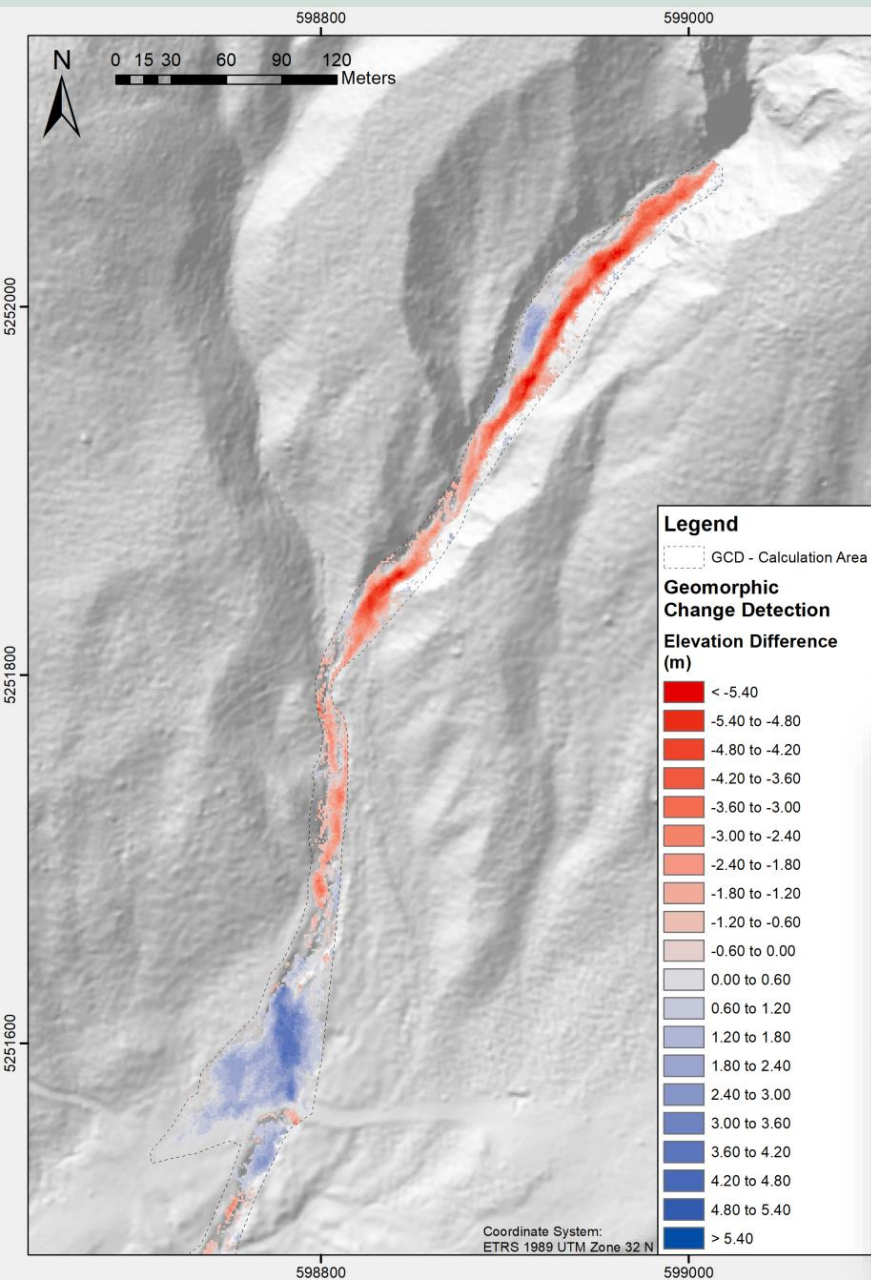 598800 599000
N
0 15 30 60 90 120
Meters
5252000
5251800
5251600
Legend
GCD - Calculation Area
Geomorphic
Change Detection
Elevation Difference
(m)
< -5.40
-5.40 to -4.80
-4.80 to -4.20
-4.20 to -3.60
-3.60 to -3.00
-3.00 to -2.40
-2.40 to -1.80
-1.80 to -1.20
-1.20 to -0.60
-0.60 to 0.00
0.00 to 0.60
0.60 to 1.20
1.20 to 1.80
1.80 to 2.40
2.40 to 3.00
3.00 to 3.60
3.60 to 4.20
4.20 to 4.80
4.80 to 5.40
> 5.40
Coordinate System:
ETRS 1989 UTM Zone 32 N
598800 599000